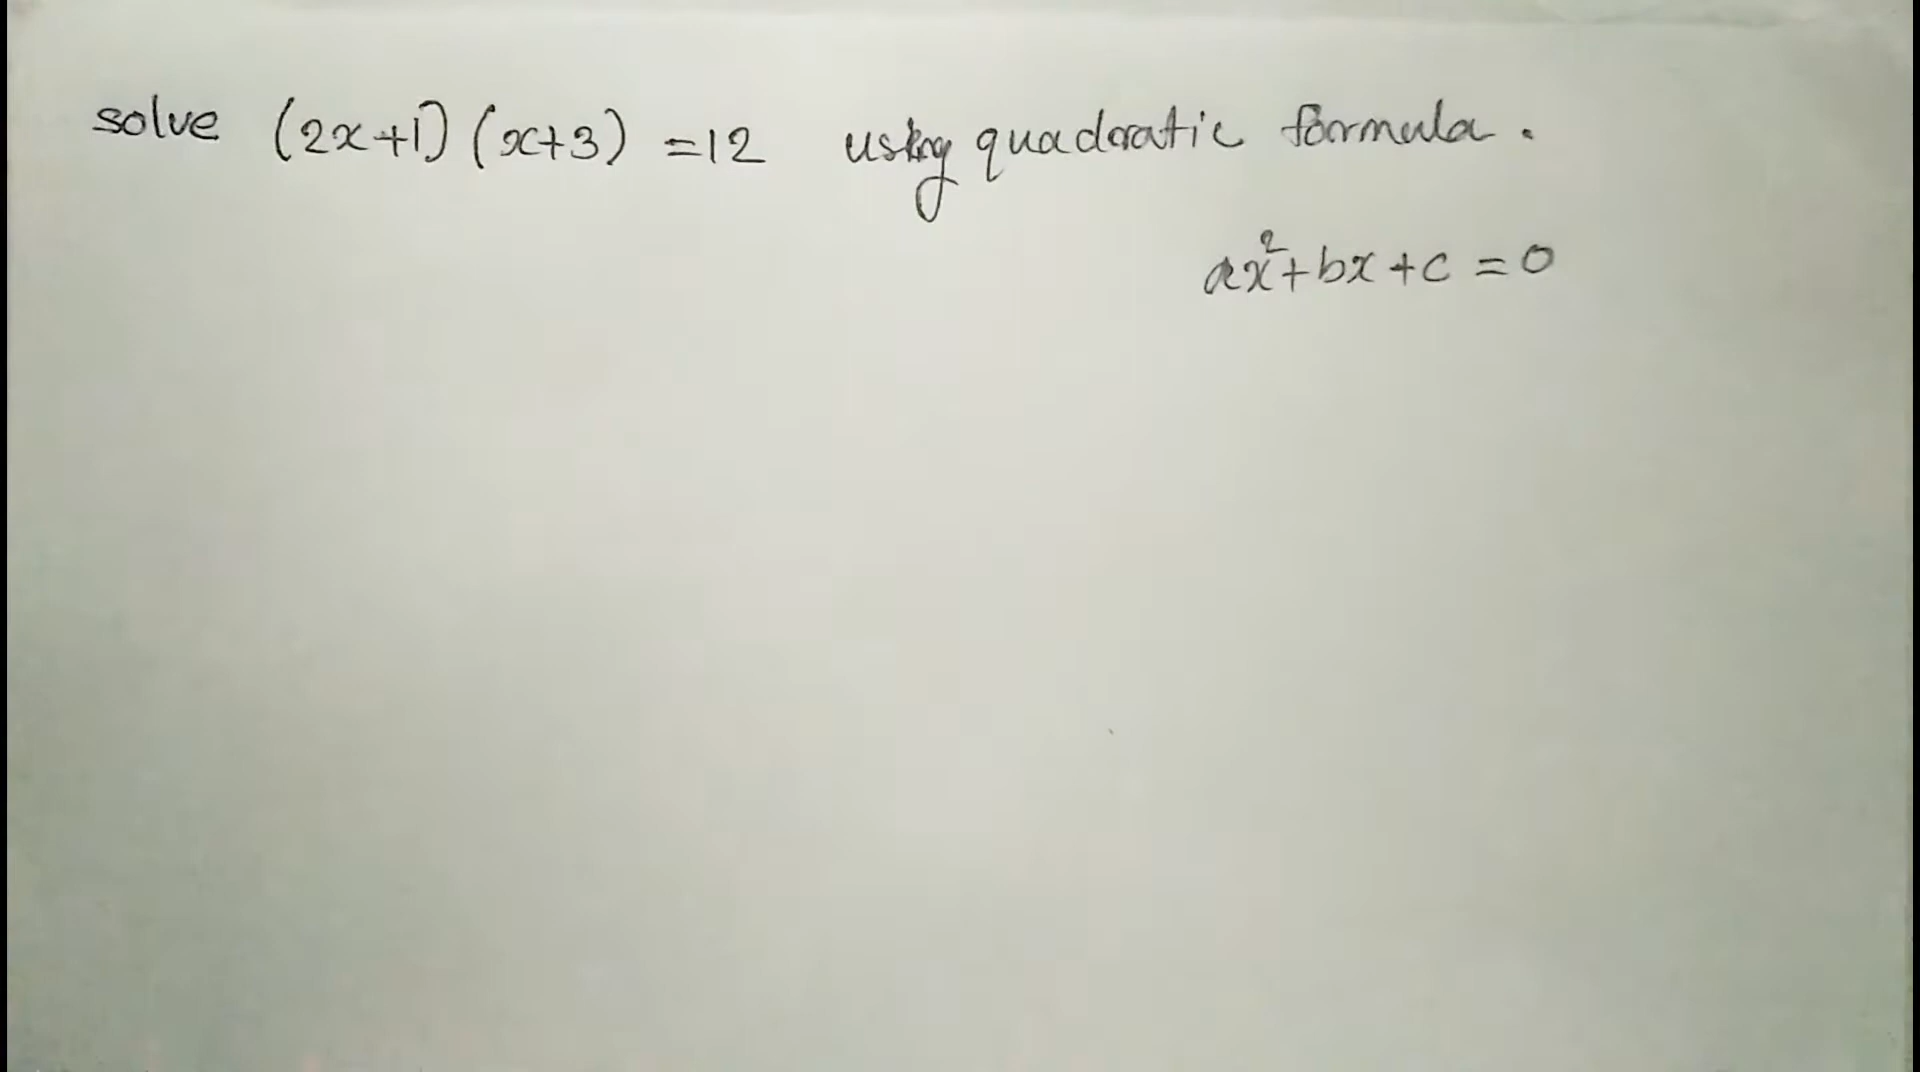 solve (2x+1)(x+3) =12 using quadratic formula.
ax²+bx+c=0